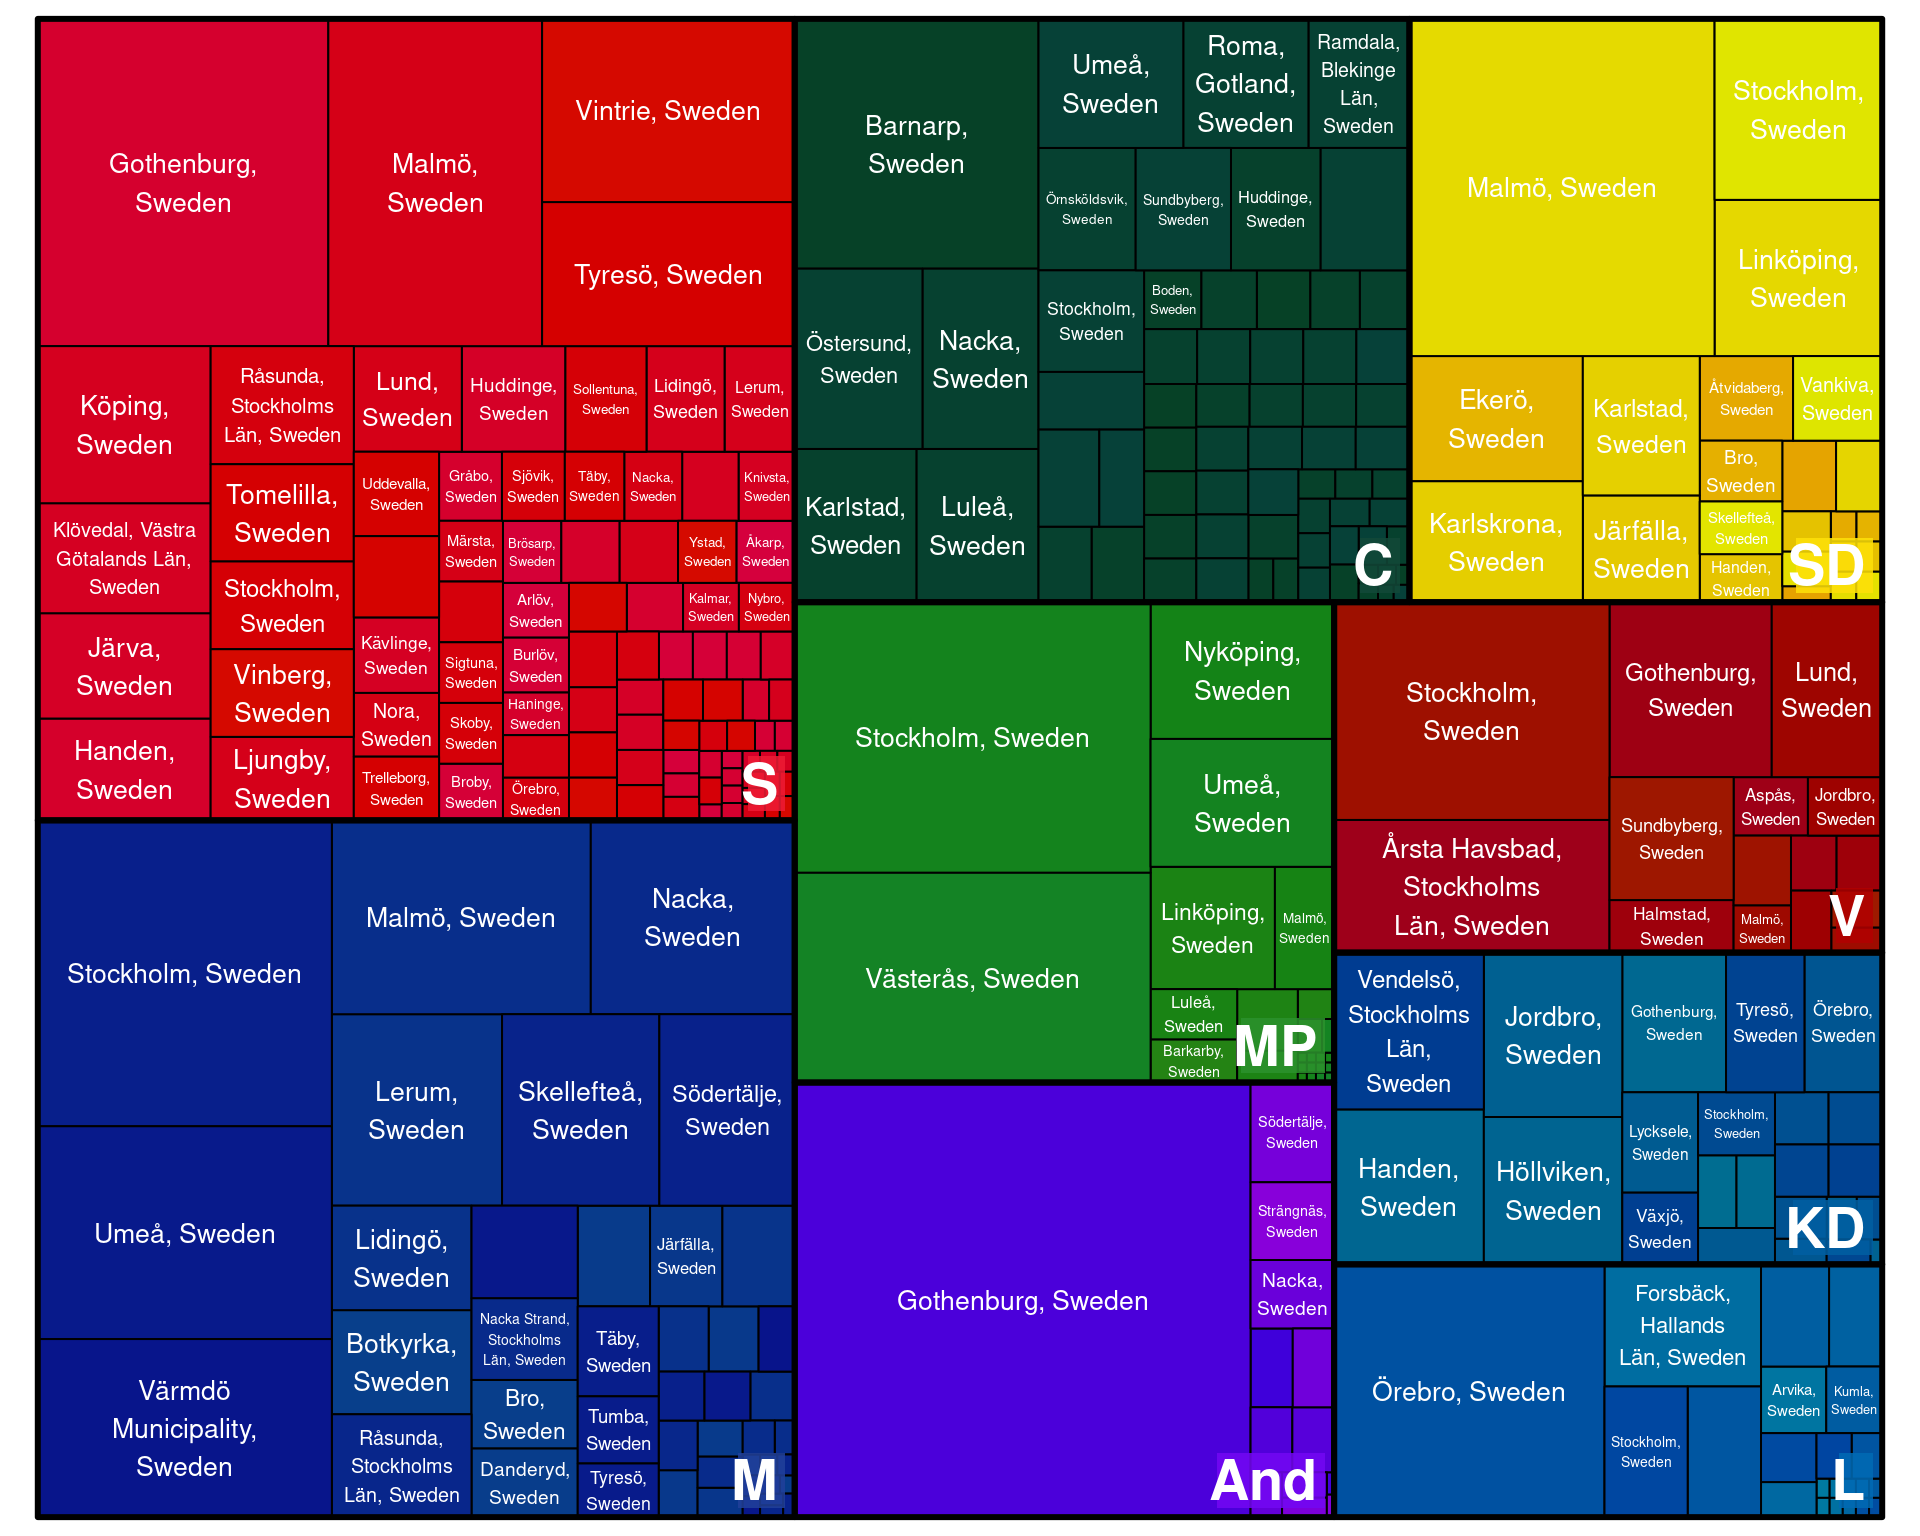 Gothenburg,
Sweden
Malmö,
Sweden
Vintrie, Sweden
Tyresö, Sweden
Köping,
Sweden
Råsunda,
Stockholms
Län, Sweden
Lund,
Sweden
Huddinge,
Sweden
Sollentuna,
Sweden
Lidingö,
Sweden
Lerum,
Sweden
Klövedal, Västra
Götalands Län,
Sweden
Tomelilla,
Sweden
Uddevalla,
Sweden
Gråbo,
Sweden
Sjövik,
Sweden
Täby,
Sweden
Nacka,
Sweden
Knivsta,
Sweden
Märsta,
Sweden
Brösarp,
Sweden
Ystad,
Sweden
Åkarp,
Sweden
Stockholm,
Sweden
Arlöv,
Sweden
Kalmar,
Sweden
Nybro,
Sweden
Järva,
Sweden
Kävlinge,
Sweden
Sigtuna,
Sweden
Burlöv,
Sweden
Vinberg,
Sweden
Haninge,
Sweden
Nora,
Sweden
Skoby,
Sweden
Handen,
Sweden
Ljungby,
Sweden
Trelleborg,
Sweden
Broby,
Sweden
Örebro,
Sweden
S
Barnarp,
Sweden
Umeå,
Sweden
Roma,
Gotland,
Sweden
Ramdala,
Blekinge
Län,
Sweden
Örnsköldsvik,
Sweden
Sundbyberg,
Sweden
Huddinge,
Sweden
Östersund,
Sweden
Nacka,
Sweden
Stockholm,
Sweden
Boden,
Sweden
Karlstad,
Sweden
Luleå,
Sweden
C
Malmö, Sweden
Stockholm,
Sweden
Linköping,
Sweden
Ekerö,
Sweden
Karlstad,
Sweden
Åtvidaberg,
Sweden
Vankiva,
Sweden
Bro,
Sweden
Karlskrona,
Sweden
Järfälla,
Sweden
Skellefteå,
Sweden
Handen,
Sweden
SD
Stockholm, Sweden
Nyköping,
Sweden
Umeå,
Sweden
Västerås, Sweden
Linköping,
Sweden
Malmö,
Sweden
Luleå,
Sweden
Barkarby,
Sweden
MP
Stockholm,
Sweden
Gothenburg,
Sweden
Lund,
Sweden
Årsta Havsbad,
Stockholms
Län, Sweden
Sundbyberg,
Sweden
Aspås,
Sweden
Jordbro,
Sweden
Halmstad,
Sweden
Malmö,
Sweden
V
Stockholm, Sweden
Malmö, Sweden
Nacka,
Sweden
Lerum,
Sweden
Skellefteå,
Sweden
Södertälje,
Sweden
Umeå, Sweden
Lidingö,
Sweden
Järfälla,
Sweden
Nacka Strand,
Stockholms
Län, Sweden
Täby,
Sweden
Värmdö
Municipality,
Sweden
Botkyrka,
Sweden
Bro,
Sweden
Tumba,
Sweden
Råsunda,
Stockholms
Län, Sweden
Danderyd,
Sweden
Tyresö,
Sweden
M
Gothenburg, Sweden
Södertälje,
Sweden
Strängnäs,
Sweden
Nacka,
Sweden
And
Vendelsö,
Stockholms
Län,
Sweden
Jordbro,
Sweden
Gothenburg,
Sweden
Tyresö,
Sweden
Örebro,
Sweden
Handen,
Sweden
Höllviken,
Sweden
Lycksele,
Sweden
Stockholm,
Sweden
Växjö,
Sweden
KD
Örebro, Sweden
Forsbäck,
Hallands
Län, Sweden
Arvika,
Sweden
Kumla,
Sweden
Stockholm,
Sweden
L